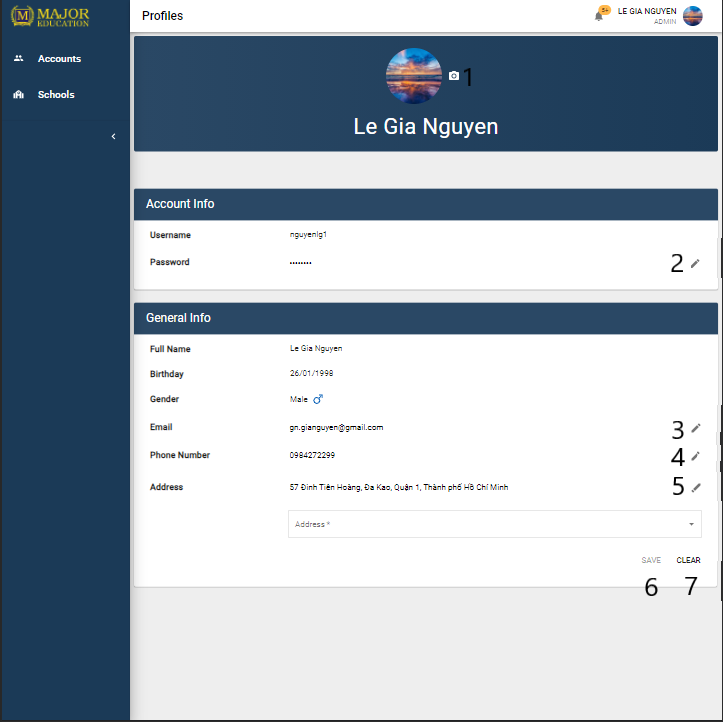 MAJOR
EDUCATION
Profiles
5+
LE GIA NGUYEN
ADMIN
Accounts
Schools
1
Le Gia Nguyen
Account Info
Username nguyenlg1
Password ••••••••
2
General Info
Full Name Le Gia Nguyen
Birthday 26/01/1998
Gender Male
Email gn.gianguyen@gmail.com 3
Phone Number 0984272299 4
Address 57 Đinh Tiên Hoàng, Đa Kao, Quận 1, Thành phố Hồ Chí Minh 5
Address *
SAVE CLEAR
6 7